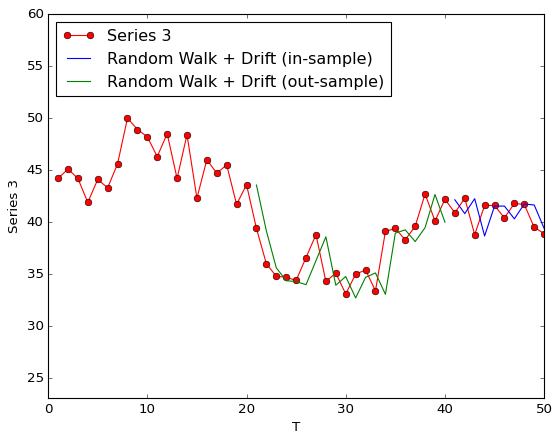 60
55
50
45
40
35
30
25
0
10
20
30
40
50
T
Series 3
Series 3
Random Walk + Drift (in-sample)
Random Walk + Drift (out-sample)